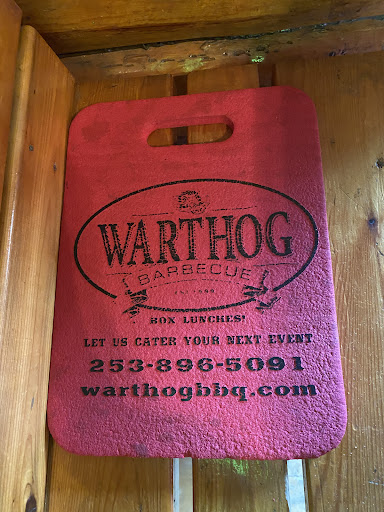 WARTHOG
BARBECUE
BOX LUNCHES!
LET US CATER YOUR NEXT EVENT
253-896-5091
warthogbbq.com